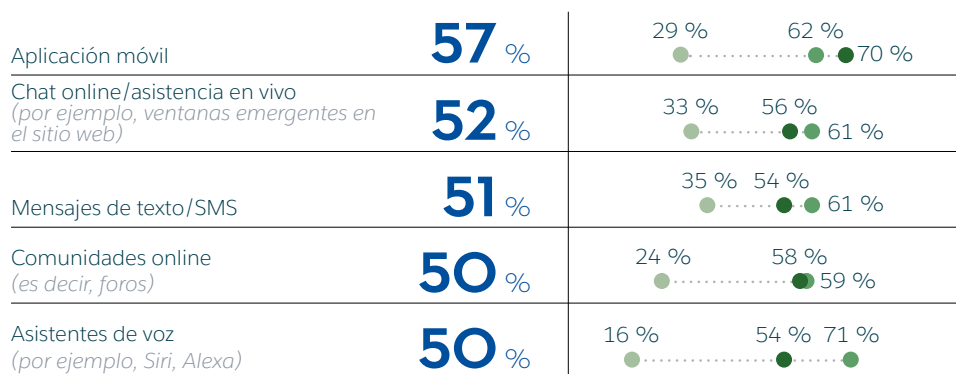 29 % 62 %
Aplicación móvil 57 % 70 %
Chat online/asistencia en vivo
(por ejemplo, ventanas emergentes en
el sitio web)
52 % 33 % 56 % 61 %
35 % 54 %
Mensajes de texto/SMS 51 % 61 %
Comunidades online
(es decir, foros)
50 % 24 % 58 % 59 %
Asistentes de voz
(por ejemplo, Siri, Alexa)
50 % 16 % 54 % 71 %